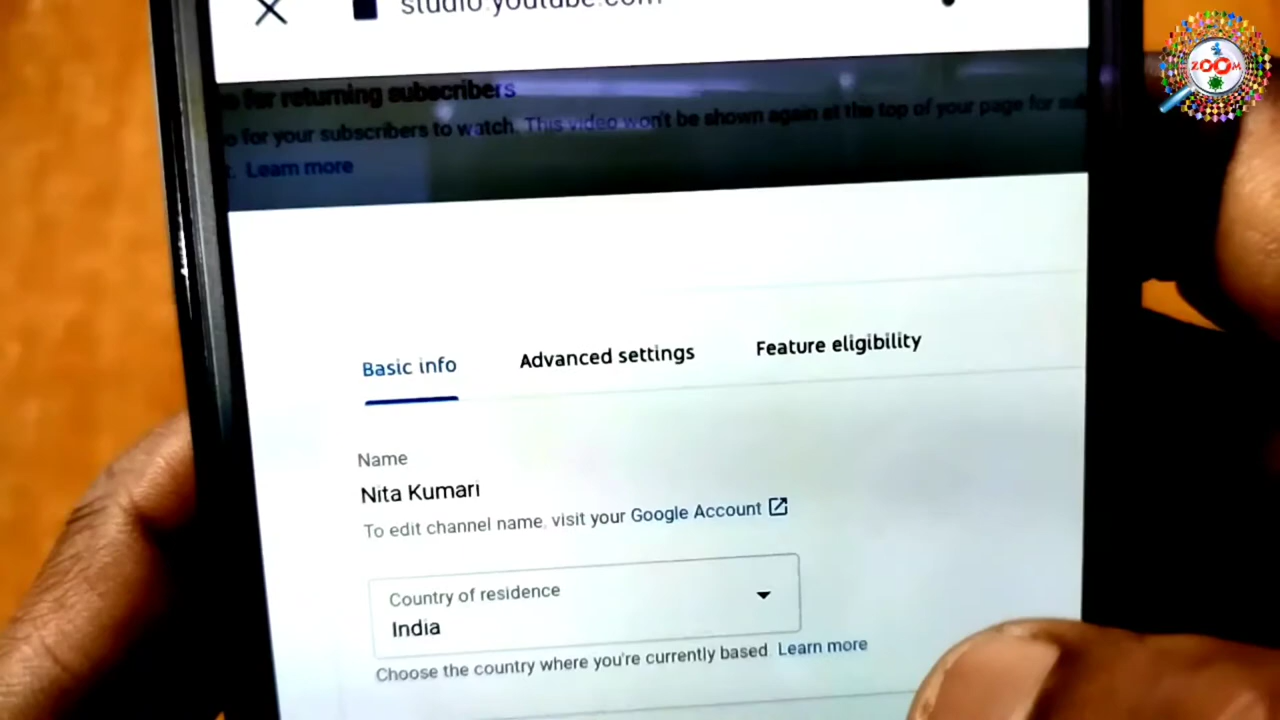 studio.youtube.com
ZOOM
for returning subscribers
for your subscribers to watch. This video won't be shown again at the top of your page for
Learn more
Basic info Advanced settings Feature eligibility
Name
Nita Kumari
To edit channel name, visit your Google Account
Country of residence
India
Choose the country where you're currently based Learn more